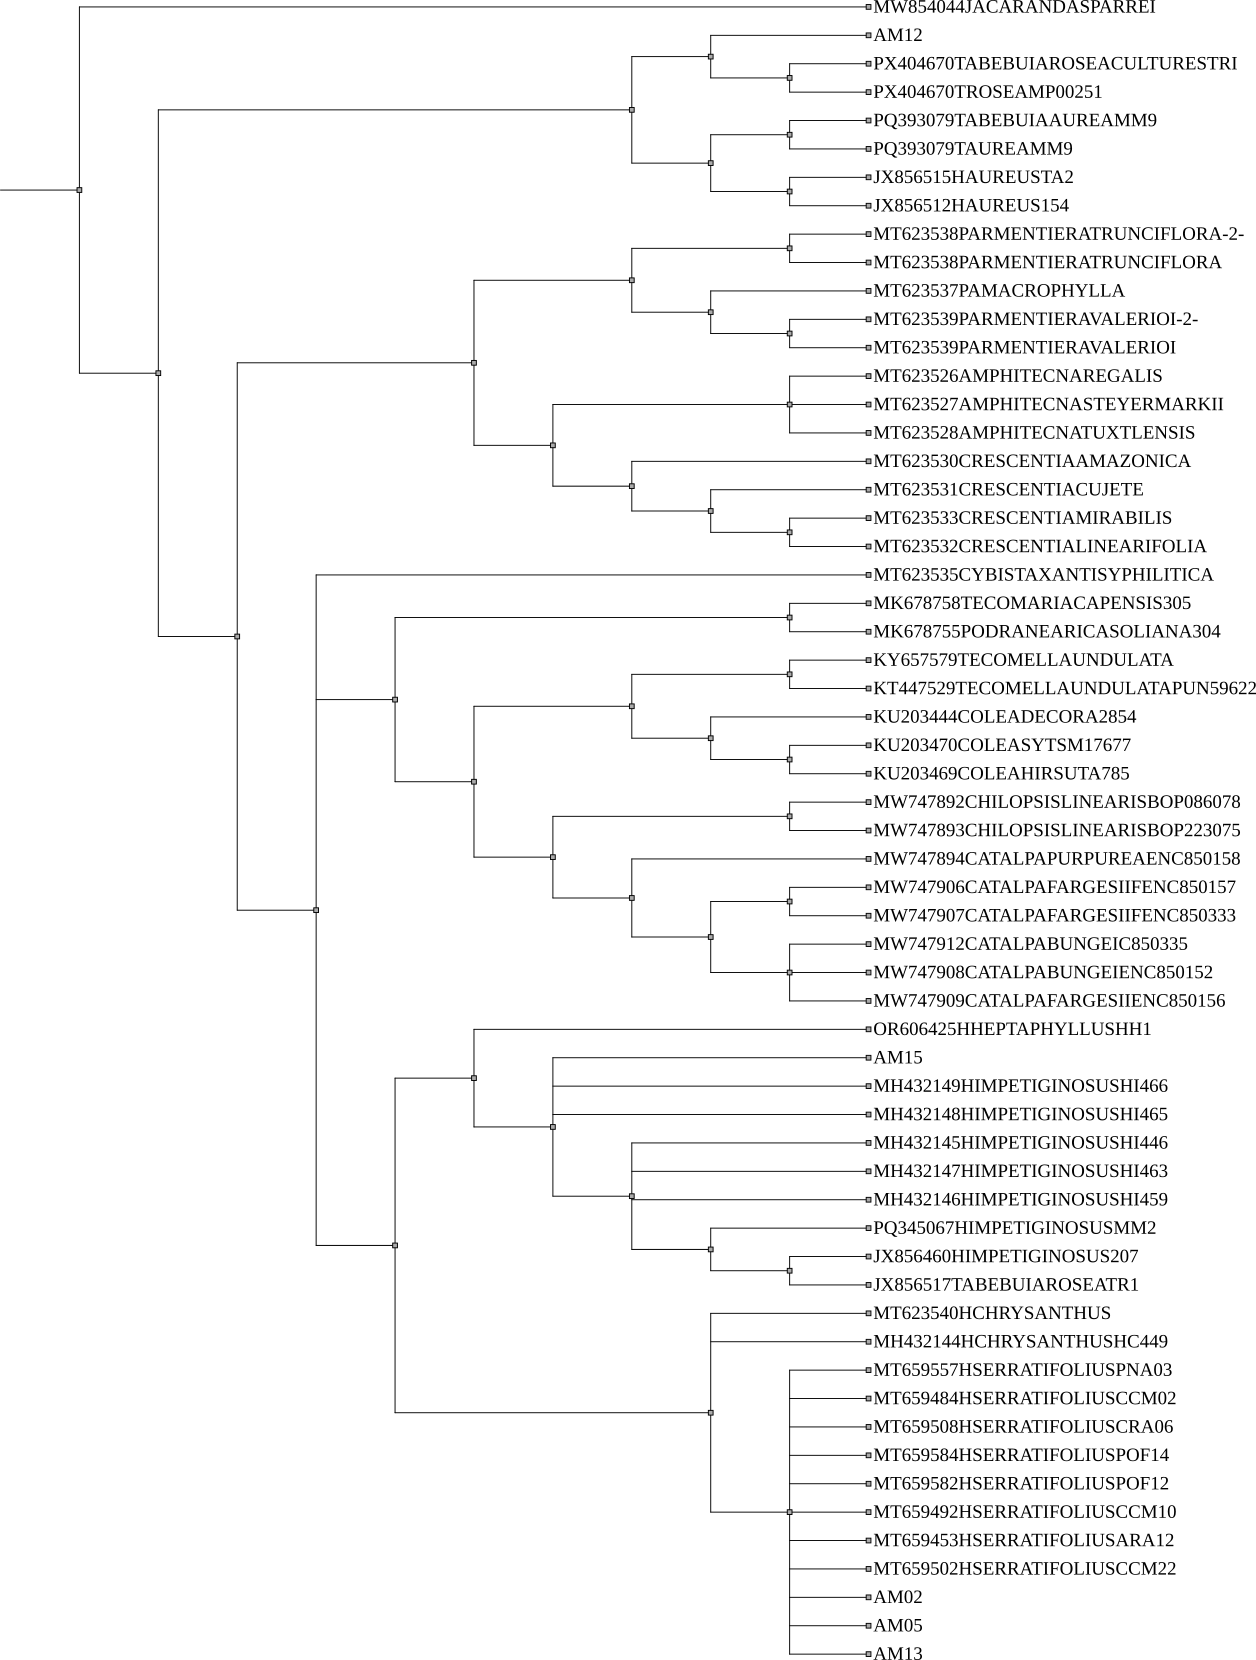 MW854044JACARANDASPARREI
AM12
PX404670TABEBUIAROSEACULTURESTRI
PX404670TROSEAMP00251
PQ393079TABEBUIAAUREAMM9
PQ393079TAUREAMM9
JX856515HAUREUSTA2
JX856512HAUREUS154
MT623538PARMENTIERATRUNCIFLORA-2-
MT623538PARMENTIERATRUNCIFLORA
MT623537PAMACROPHYLLA
MT623539PARMENTIERAVALERIOI-2-
MT623539PARMENTIERAVALERIOI
MT623526AMPHITECNAREGALIS
MT623527AMPHITECNASTEYERMARKII
MT623528AMPHITECNATUXTLENSIS
MT623530CRESCENTIAAMAZONICA
MT623531CRESCENTIACUJETE
MT623533CRESCENTIAMIRABILIS
MT623532CRESCENTIALINEARIFOLIA
MT623535CYBISTAXANTISYPHILITICA
MK678758TECOMARIACAPENSIS305
MK678755PODRANEARICASOLIANA304
KY657579TECOMELLAUNDULATA
KT447529TECOMELLAUNDULATAPUN59622
KU203444COLEADECORA2854
KU203470COLEASYTSM17677
KU203469COLEAHIRSUTA785
MW747892CHILOPSISLINEARISBOP086078
MW747893CHILOPSISLINEARISBOP223075
MW747894CATALPAPURPUREAENC850158
MW747906CATALPAFARGESIIFENC850157
MW747907CATALPAFARGESIIFENC850333
MW747912CATALPABUNGEIC850335
MW747908CATALPABUNGEIENC850152
MW747909CATALPAFARGESIIENC850156
OR606425HHEPTAPHYLLUSHH1
AM15
MH432149HIMPETIGINOSUSHI466
MH432148HIMPETIGINOSUSHI465
MH432145HIMPETIGINOSUSHI446
MH432147HIMPETIGINOSUSHI463
MH432146HIMPETIGINOSUSHI459
PQ345067HIMPETIGINOSUSMM2
JX856460HIMPETIGINOSUS207
JX856517TABEBUIAROSEATR1
MT623540HCHRYSANTHUS
MH432144HCHRYSANTHUSHC449
MT659557HSERRATIFOLIUSPNA03
MT659484HSERRATIFOLIUSCCM02
MT659508HSERRATIFOLIUSCRA06
MT659584HSERRATIFOLIUSPOF14
MT659582HSERRATIFOLIUSPOF12
MT659492HSERRATIFOLIUSCCM10
MT659453HSERRATIFOLIUSARA12
MT659502HSERRATIFOLIUSCCM22
AM02
AM05
AM13